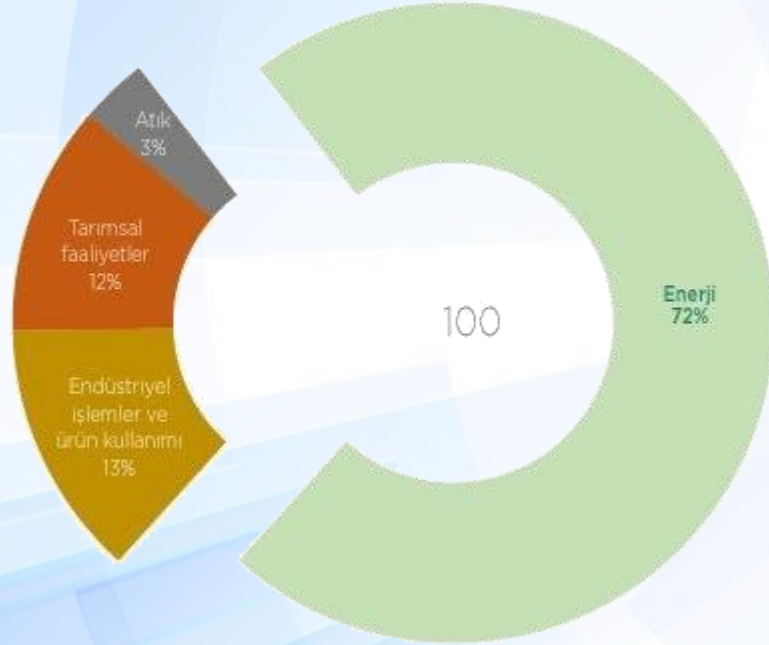 Atık
3%
Tarımsal
faaliyetler
12%
Endüstriyel
işlemler ve
ürün kullanımı
13%
100
Enerji
72%